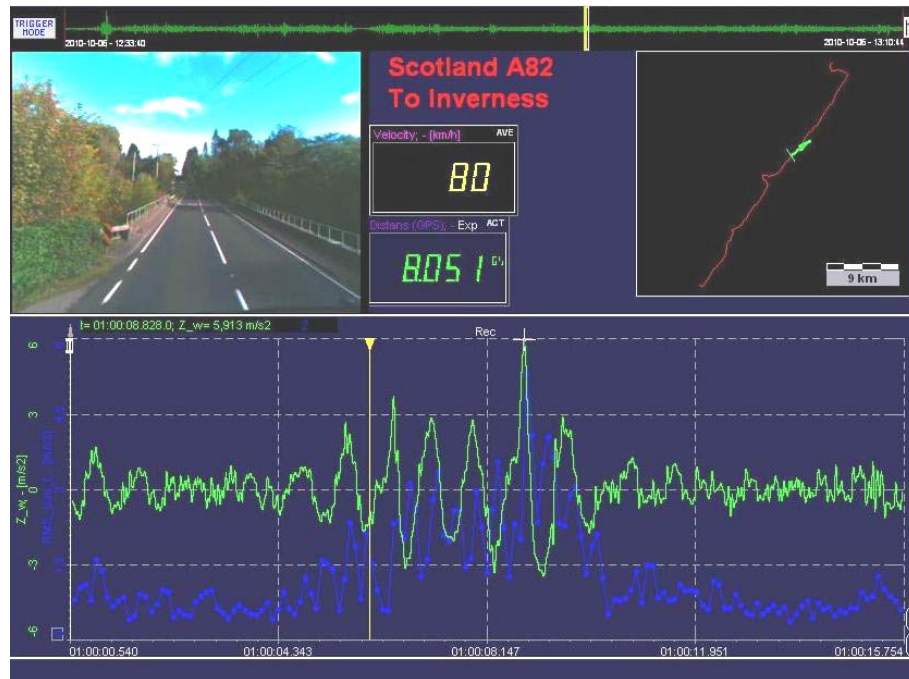 TRIGGER
MODE
2010-10-06 - 12:33:40
2010-10-06 - 13:10:44
Scotland A82
To Inverness
Velocity; - [km/h] AVE
80
Distans (GPS); - Exp ACT
8.051
9 km
t= 01:00:08.828.0; Z_w= 5,913 m/s2 2
Rec
6
3
0
-3
-6
Z_w, - [m/s2]
01:00:00.540
01:00:04.343
01:00:08.147
01:00:11.951
01:00:15.754